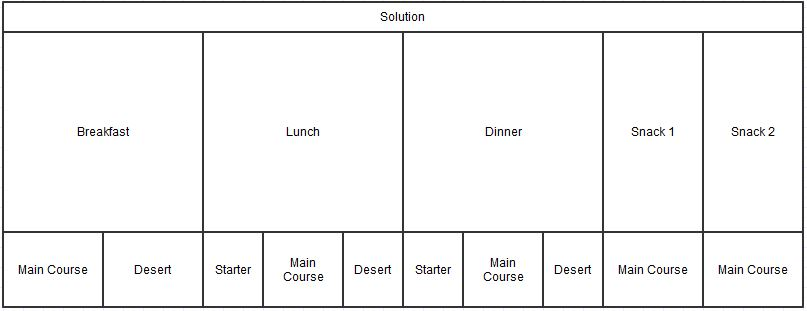 Solution
Breakfast
Lunch
Dinner
Snack 1
Snack 2
Main Course
Desert
Starter
Main
Course
Desert
Starter
Main
Course
Desert
Main Course
Main Course